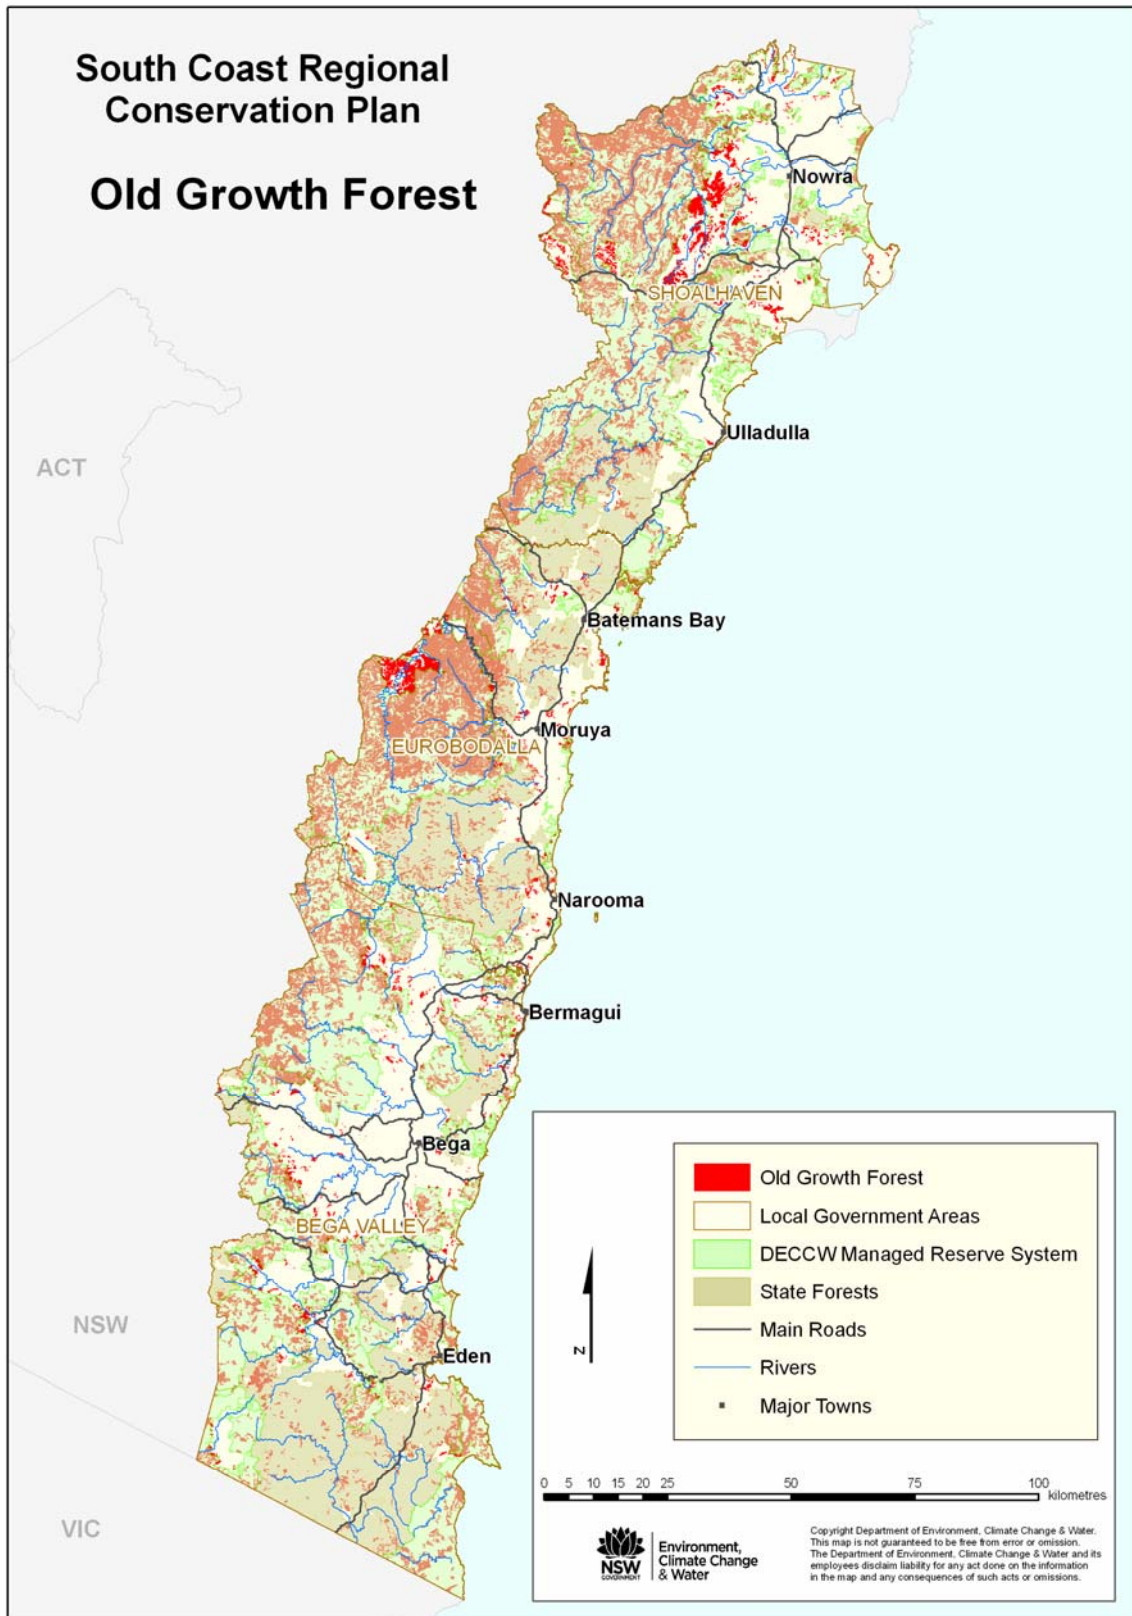 South Coast Regional
Conservation Plan
Old Growth Forest
Nowra
SHOALHAVEN
Ulladulla
ACT
Batemans Bay
Moruya
EUROBODALLA
Narooma
Bermagui
Bega
BEGA VALLEY
NSW
Eden
VIC
Old Growth Forest
Local Government Areas
DECCW Managed Reserve System
State Forests
Main Roads
Rivers
Major Towns
N
0 5 10 15 20 25 50 75 100
kilometres
NSW
GOVERNMENT
Environment,
Climate Change
& Water
Copyright Department of Environment, Climate Change & Water.
This map is not guaranteed to be free from error or omission.
The Department of Environment, Climate Change & Water and its
employees disclaim liability for any act done on the information
in the map and any consequences of such acts or omissions.